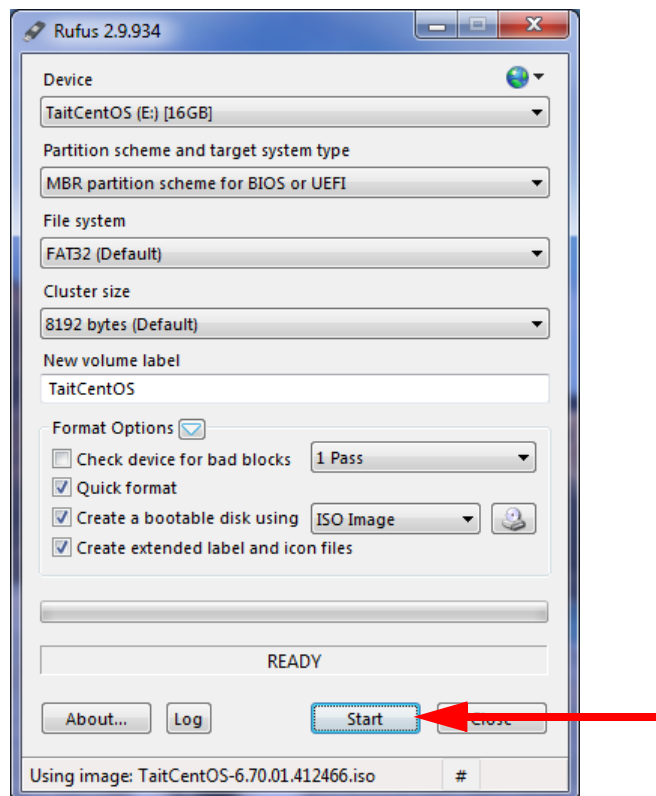 Rufus 2.9.934
Device
TaitCentOS (E:) [16GB]
Partition scheme and target system type
MBR partition scheme for BIOS or UEFI
File system
FAT32 (Default)
Cluster size
8192 bytes (Default)
New volume label
TaitCentOS
Format Options
Check device for bad blocks 1 Pass
Quick format
Create a bootable disk using ISO Image
Create extended label and icon files
READY
About... Log Start
Using image: TaitCentOS-6.70.01.412466.iso #